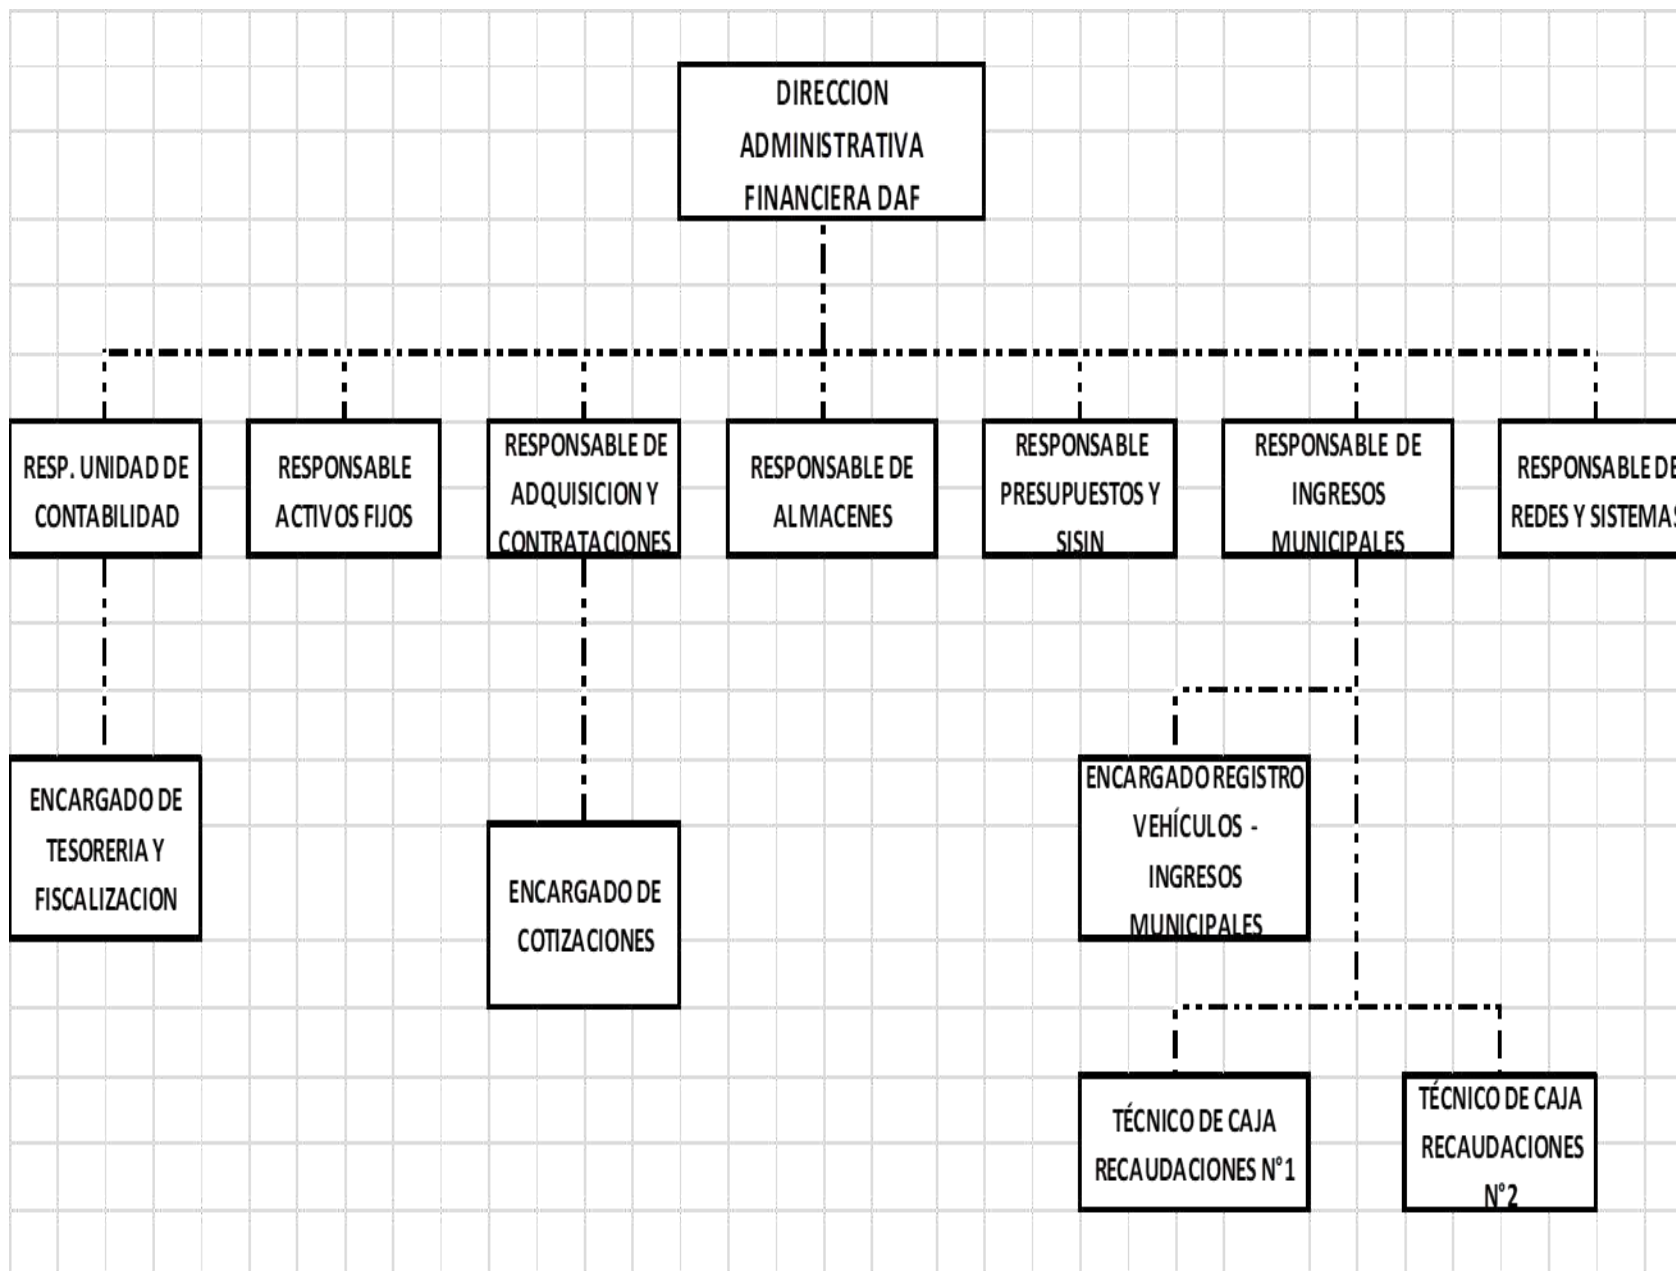 DIRECCION
ADMINISTRATIVA
FINANCIERA DAF
RESP. UNIDAD DE
CONTABILIDAD
RESPONSABLE
ACTIVOS FIJOS
RESPONSABLE DE
ADQUISICION Y
CONTRATACIONES
RESPONSABLE DE
ALMACENES
RESPONSABLE
PRESUPUESTOS Y
SISIN
RESPONSABLE DE
INGRESOS
MUNICIPALES
RESPONSABLE DE
REDES Y SISTEMAS
ENCARGADO DE
TESORERIA Y
FISCALIZACION
ENCARGADO DE
COTIZACIONES
ENCARGADO REGISTRO
VEHÍCULOS -
INGRESOS
MUNICIPALES
TÉCNICO DE CAJA
RECAUDACIONES N°1
TÉCNICO DE CAJA
RECAUDACIONES
N°2